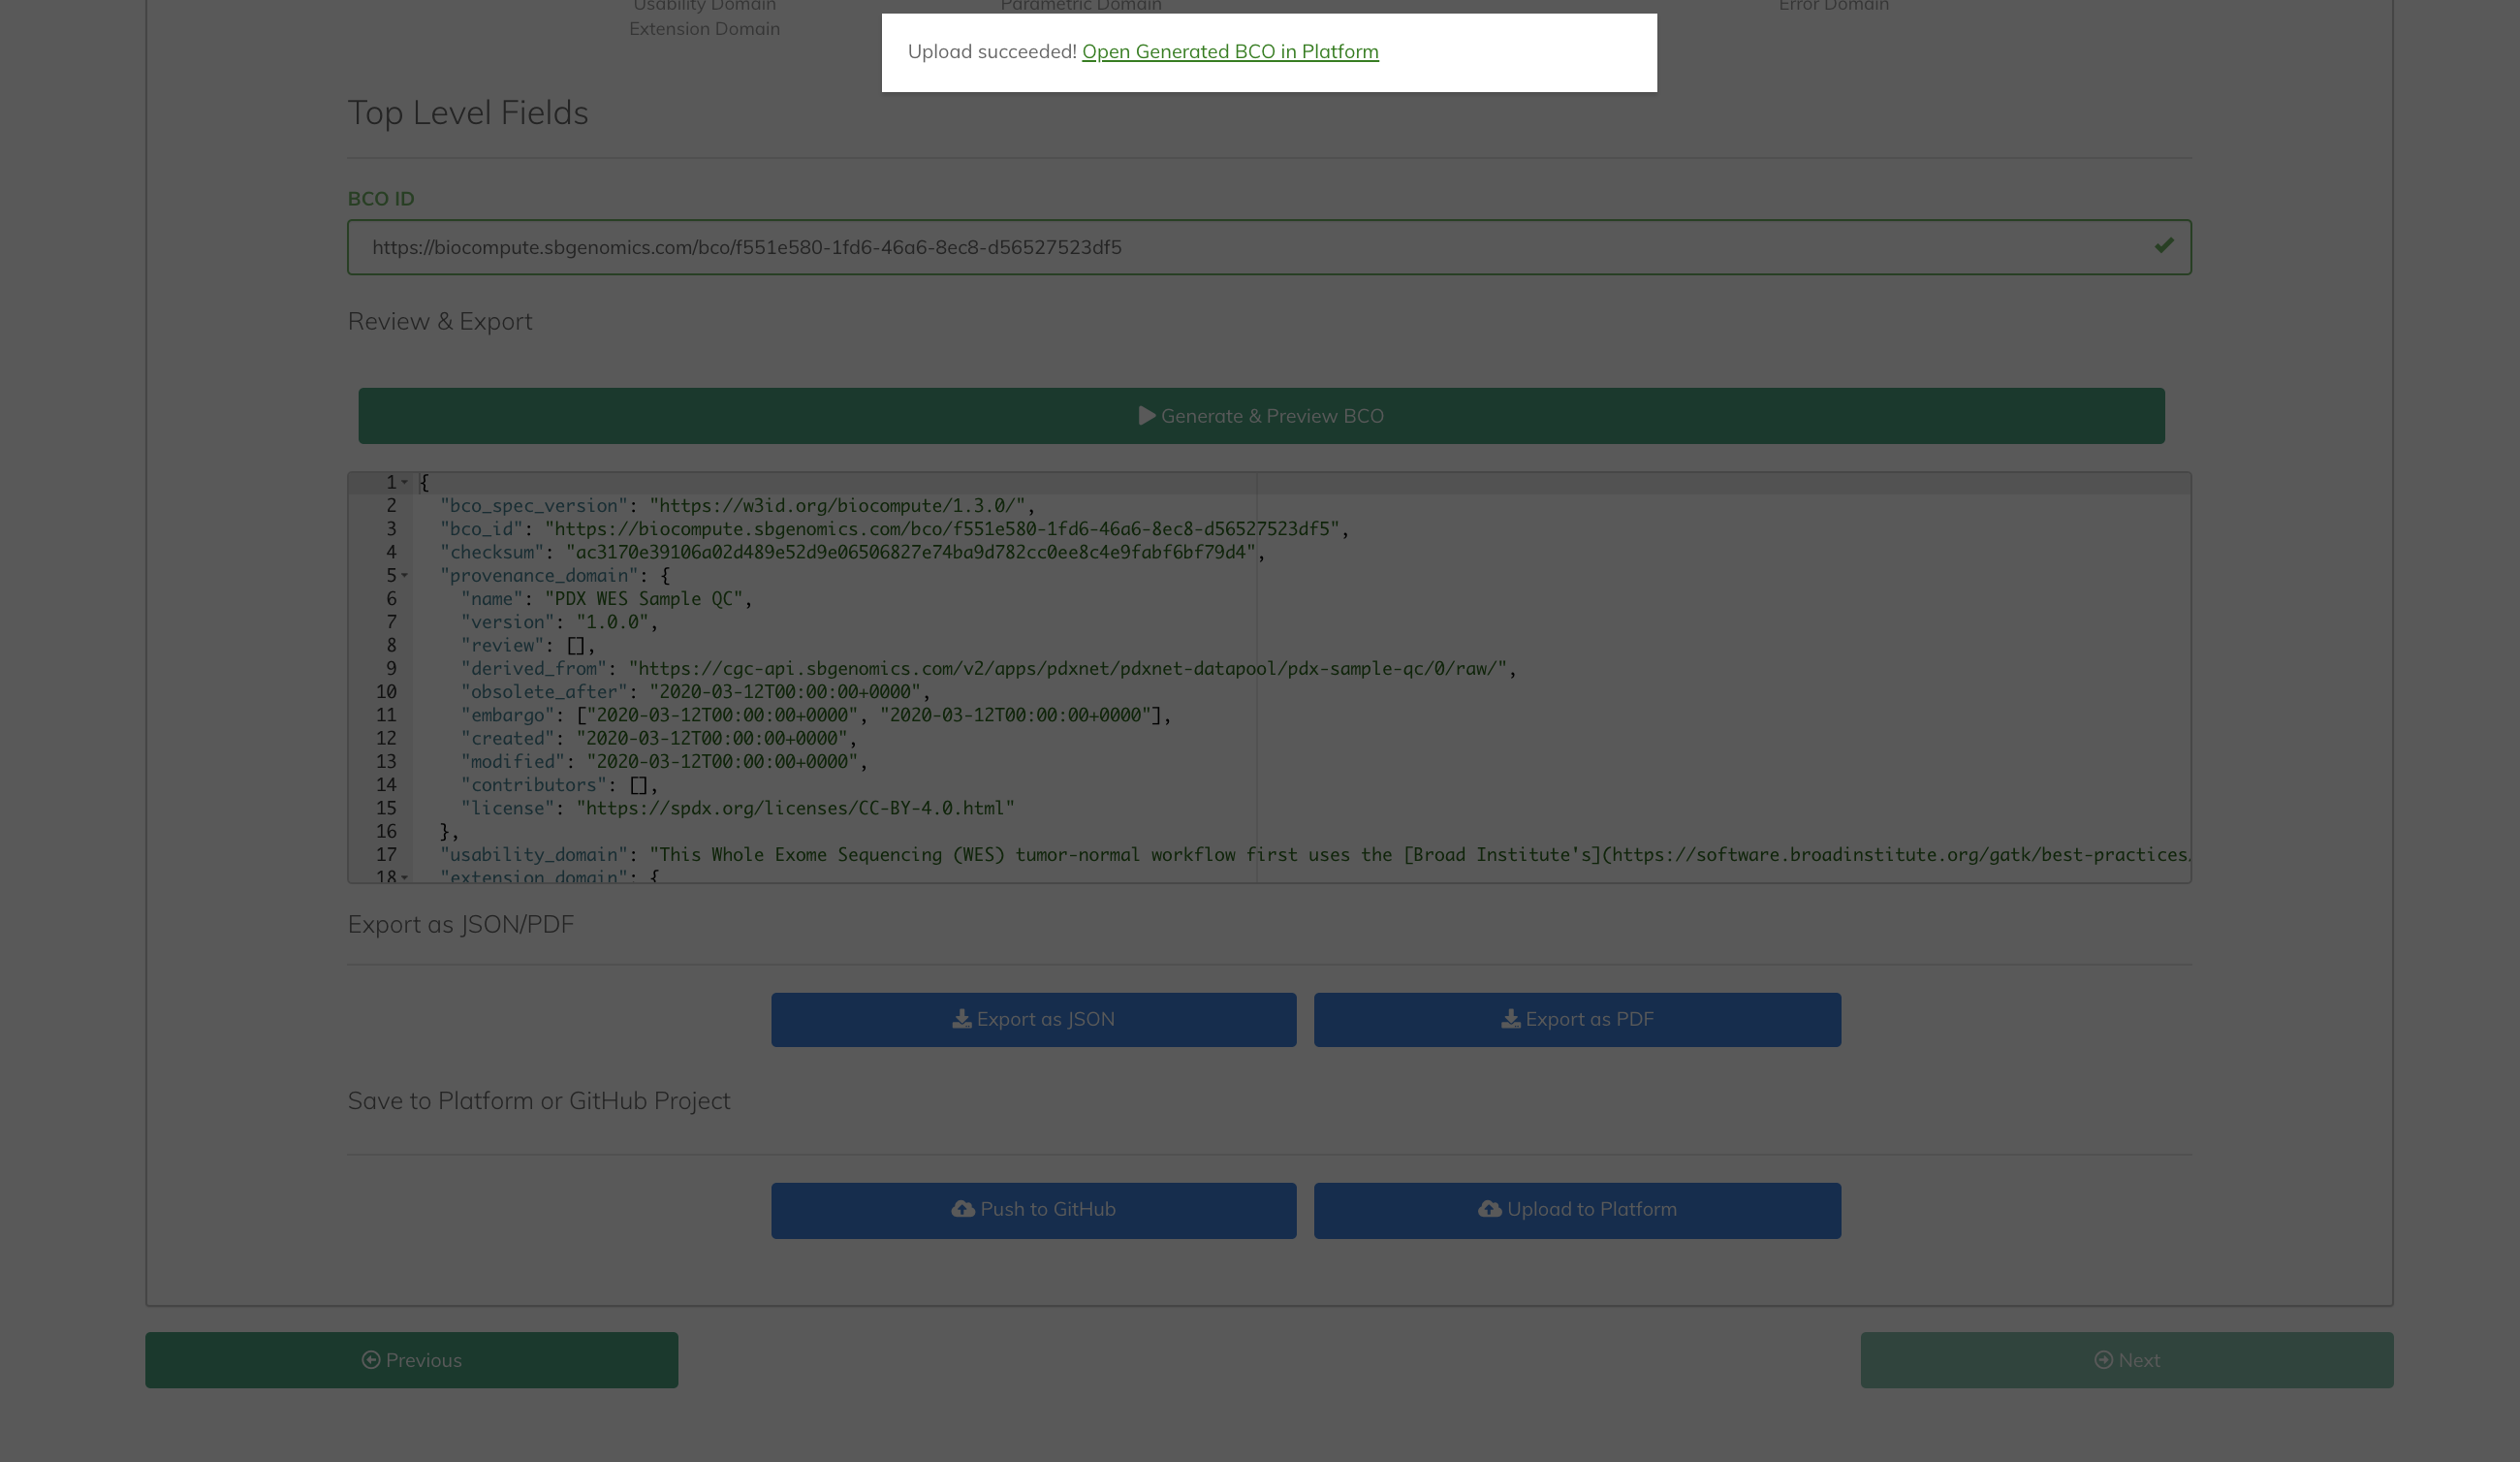 Usability Domain
Parametric Domain
Error Domain
Extension Domain
Upload succeeded! Open Generated BCO in Platform
Top Level Fields
BCO ID
https://biocompute.sbgenomics.com/bco/f551e580-1fd6-46a6-8ec8-d56527523df5
Review & Export
Generate & Preview BCO
1 {
2 "bco_spec_version": "https://w3id.org/biocompute/1.3.0/",
3 "bco_id": "https://biocompute.sbgenomics.com/bco/f551e580-1fd6-46a6-8ec8-d56527523df5",
4 "checksum": "ac3170e39106a02d489e52d9e06506827e74ba9d782cc0ee8c4e9fabf6bf79d4",
5 "provenance_domain": {
6 "name": "PDX WES Sample QC",
7 "version": "1.0.0",
8 "review": [],
9 "derived_from": "https://cgc-api.sbgenomics.com/v2/apps/pdxnet/pdxnet-datapool/pdx-sample-qc/0/raw/",
10 "obsolete_after": "2020-03-12T00:00:00+0000",
11 "embargo": ["2020-03-12T00:00:00+0000", "2020-03-12T00:00:00+0000"],
12 "created": "2020-03-12T00:00:00+0000",
13 "modified": "2020-03-12T00:00:00+0000",
14 "contributors": [],
15 "license": "https://spdx.org/licenses/CC-BY-4.0.html"
16 },
17 "usability_domain": "This Whole Exome Sequencing (WES) tumor-normal workflow first uses the [Broad Institute's](https://software.broadinstitute.org/gatk/best-practices.
18 "extension_domain": {
Export as JSON/PDF
Export as JSON
Export as PDF
Save to Platform or GitHub Project
Push to GitHub
Upload to Platform
Previous
Next